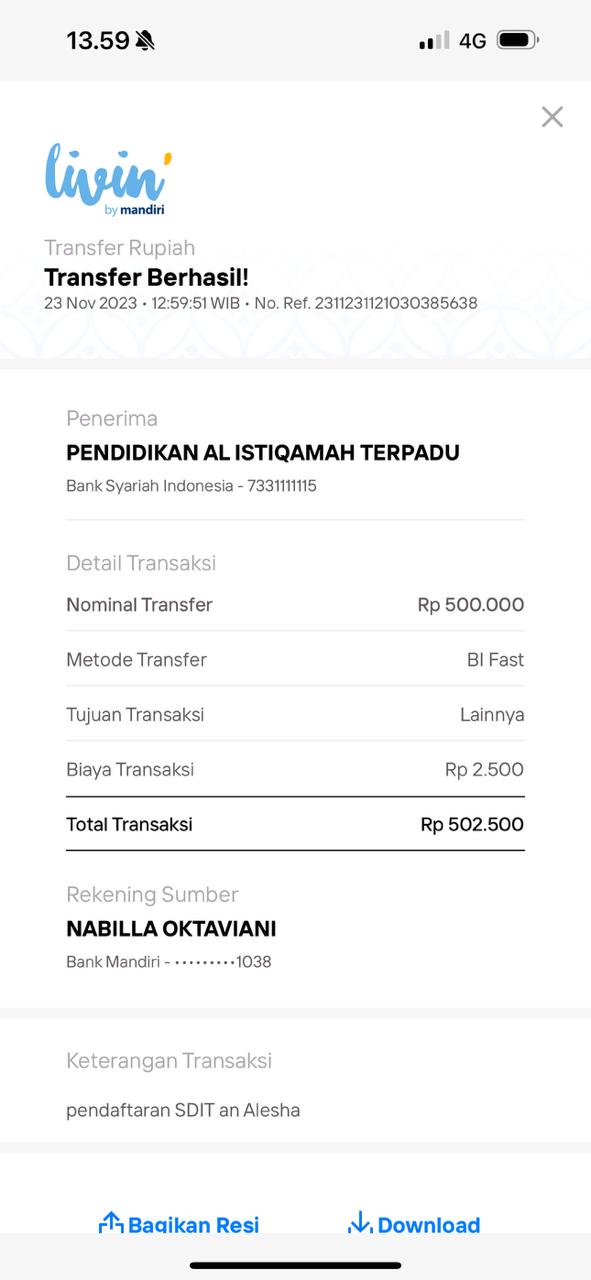 13.59
4G
livin'
by mandiri
Transfer Rupiah
Transfer Berhasil!
23 Nov 2023 • 12:59:51 WIB • No. Ref. 2311231121030385638
Penerima
PENDIDIKAN AL ISTIQAMAH TERPADU
Bank Syariah Indonesia - 7331111115
Detail Transaksi
Nominal Transfer Rp 500.000
Metode Transfer BI Fast
Tujuan Transaksi Lainnya
Biaya Transaksi Rp 2.500
Total Transaksi Rp 502.500
Rekening Sumber
NABILLA OKTAVIANI
Bank Mandiri - •••••••••1038
Keterangan Transaksi
pendaftaran SDIT an Alesha
Bagikan Resi Download